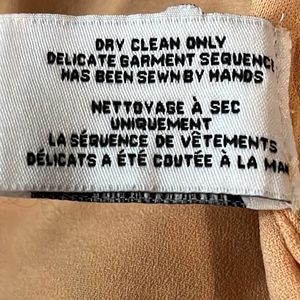 DRY CLEAN ONLY
DELICATE GARMENT SEQUENCE
HAS BEEN SEWN BY HANDS
NETTOYAGE À SEC
UNIQUEMENT
LA SÉQUENCE DE VÊTEMENTS
DÉLICATS A ÉTÉ COUTÉE À LA MAIN